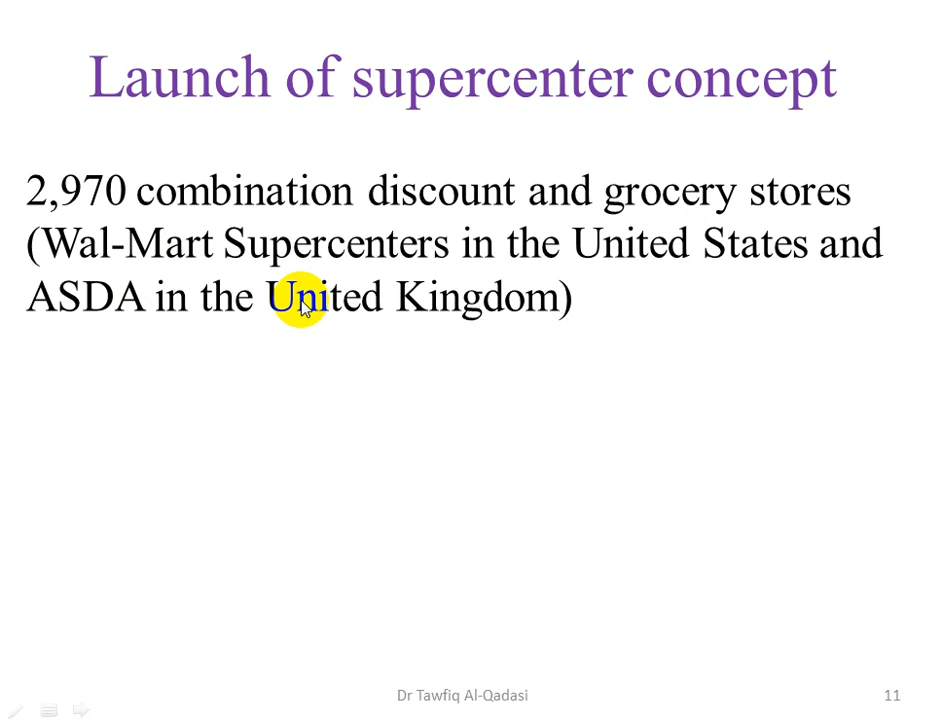 Launch of supercenter concept
2,970 combination discount and grocery stores
(Wal-Mart Supercenters in the United States and
ASDA in the United Kingdom)
Dr Tawfiq Al-Qadasi
11